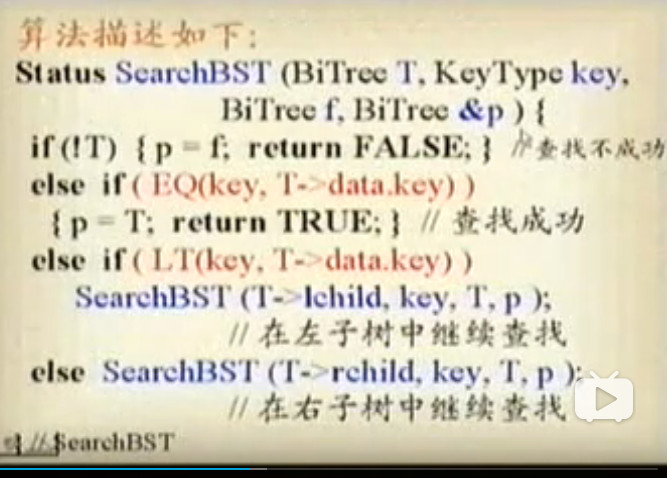 算法描述如下:
Status SearchBST (BiTree T, KeyType key,
BiTree f, BiTree &p ) {
if (!T) { p = f; return FALSE; } // 查找不成功
else if ( EQ(key, T->data.key) )
{ p = T; return TRUE; } // 查找成功
else if ( LT(key, T->data.key) )
SearchBST (T->lchild, key, T, p );
// 在左子树中继续查找
else SearchBST (T->rchild, key, T, p );
// 在右子树中继续查找
} // SearchBST